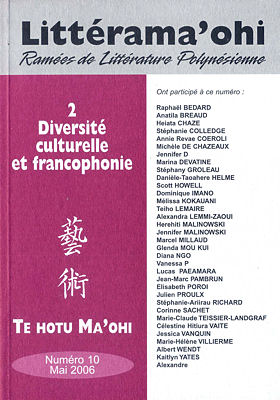 Littérama'ohi
Ramées de Littérature Polynésienne
2
Diversité
culturelle
et francophonie
藝
術
TE HOTU MA'OHI
Numéro 10
Mai 2006
Ont participé à ce numéro :
Raphaël BEDARD
Anatila BREAUD
Heiata CHAZE
Stéphanie COLLEDGE
Annie Revae COEROLI
Michèle DE CHAZEAUX
Jennifer D
Marina DEVATINE
Stéphany GROLEAU
Danièle-Taoahere HELME
Scott HOWELL
Dominique IMANO
Mélissa KOKAUANI
Teiho LEMAIRE
Alexandra LEMMI-ZAOUI
Herehiti MALINOWSKI
Jennifer MALINOWSKI
Marcel MILLAUD
Glenda MOU KUI
Diana NGO
Vanessa P
Lucas PAEAMARA
Jean-Marc PAMBRUN
Elisabeth POROI
Julien PROULX
Stéphanie-Ariirau RICHARD
Corinne SACHET
Marie-Claude TEISSIER-LANDGRAF
Célestine Hitiura VAITE
Jessica VANQUIN
Marie-Hélène VILLIERME
Albert WENDT
Kaitlyn YATES
Alexandre